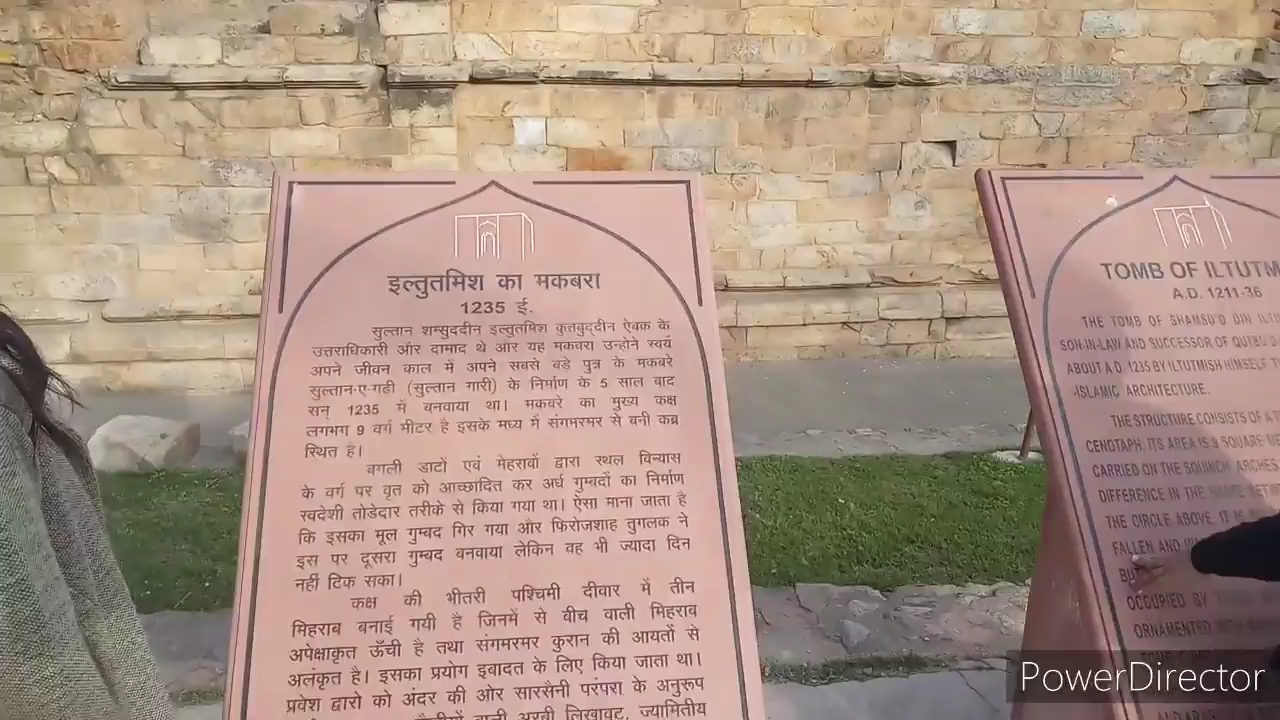 इल्तुतमिश का मकबरा
1235 ई.
सुल्तान शम्सुददीन इल्तुतमिश कुतबुद्दीन ऐबक के
उत्तराधिकारी और दामाद थे और यह मकबरा उन्होने स्वयं
अपने जीवन काल में अपने सबसे बड़े पुत्र के मकबरे
सुल्तान-ए-गढ़ी (सुल्तान गारी) के निर्माण के 5 साल बाद
सन् 1235 में बनवाया था। मकबरे का मुख्य कक्ष
लगभग 9 वर्ग मीटर है इसके मध्य में संगमरमर से बनी कब्र
स्थित है।
बगली डाटों एवं मेहराबों द्वारा स्थल विन्यास
के वर्ग पर वृत को आच्छादित कर अर्ध गुम्बदों का निर्माण
स्वदेशी तोडेदार तरीके से किया गया था। ऐसा माना जाता है
कि इसका मूल गुम्बद गिर गया और फिरोजशाह तुगलक ने
इस पर दूसरा गुम्बद बनवाया लेकिन वह भी ज्यादा दिन
नहीं टिक सका।
कक्ष की भीतरी पश्चिमी दीवार में तीन
मिहराब बनाई गयी है जिनमें से बीच वाली मिहराब
अपेक्षाकृत ऊँची है तथा संगमरमर कुरान की आयतों से
अलंकृत है। इसका प्रयोग इबादत के लिए किया जाता था।
प्रवेश द्वारो को अंदर की ओर सारसैनी परंपरा के अनुरूप
वाली अरबी लिखावट, ज्यामितीय
TOMB OF ILTUTM
A.D. 1211-36
THE TOMB OF SHAMSU'D DIN ILTU
SON-IN-LAW AND SUCCESSOR OF QUTBU'D
ABOUT A.D. 1235 BY ILTUTMISH HIMSELF
-ISLAMIC ARCHITECTURE.
THE STRUCTURE CONSISTS OF A
CENOTAPH. ITS AREA IS 9 SQUARE
CARRIED ON THE SQUINCH ARCHES
DIFFERENCE IN THE
THE CIRCLE ABOVE. IT IS
FALLEN AND
BUT
OCCUPIED BY
ORNAMENTED
PowerDirector